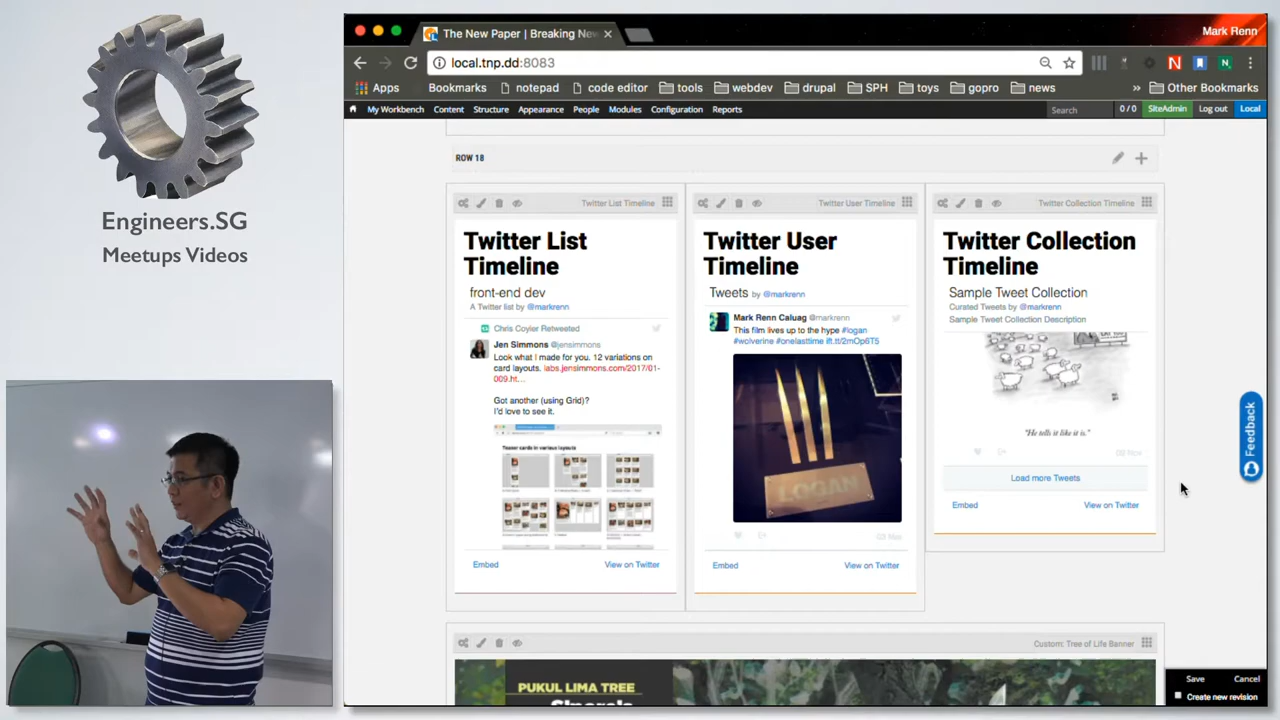 Engineers.SG
Meetups Videos
The New Paper | Breaking Nev
Mark Renn
local.tnp.dd:8083
Apps Bookmarks notepad code editor tools webdev drupal SPH toys gopro news » Other Bookmarks
My Workbench Content Structure Appearance People Modules Configuration Reports Search 0 / 0 SiteAdmin Log out Local
ROW 18
Twitter List Timeline
Twitter List
Timeline
front-end dev
A Twitter list by @markrenn
Chris Coyier Retweeted
Jen Simmons @jensimmons
Look what I made for you. 12 variations on
card layouts. labs.jensimmons.com/2017/01-
009.ht...
Got another (using Grid)?
I'd love to see it.
Teaser cards in various layouts
Embed View on Twitter
Twitter User Timeline
Twitter User
Timeline
Tweets by @markrenn
Mark Renn Caluag @markrenn
This film lives up to the hype #logan
#wolverine #onelasttime ift.tt/2mOp6T5
LOGAN
Embed View on Twitter
Twitter Collection Timeline
Twitter Collection
Timeline
Sample Tweet Collection
Curated Tweets by @markrenn
Sample Tweet Collection Description
"He tells it like it is."
Load more Tweets
Embed View on Twitter
Feedback
Custom: Tree of Life Banner
PUKUL LIMA TREE
Save Cancel
Create new revision